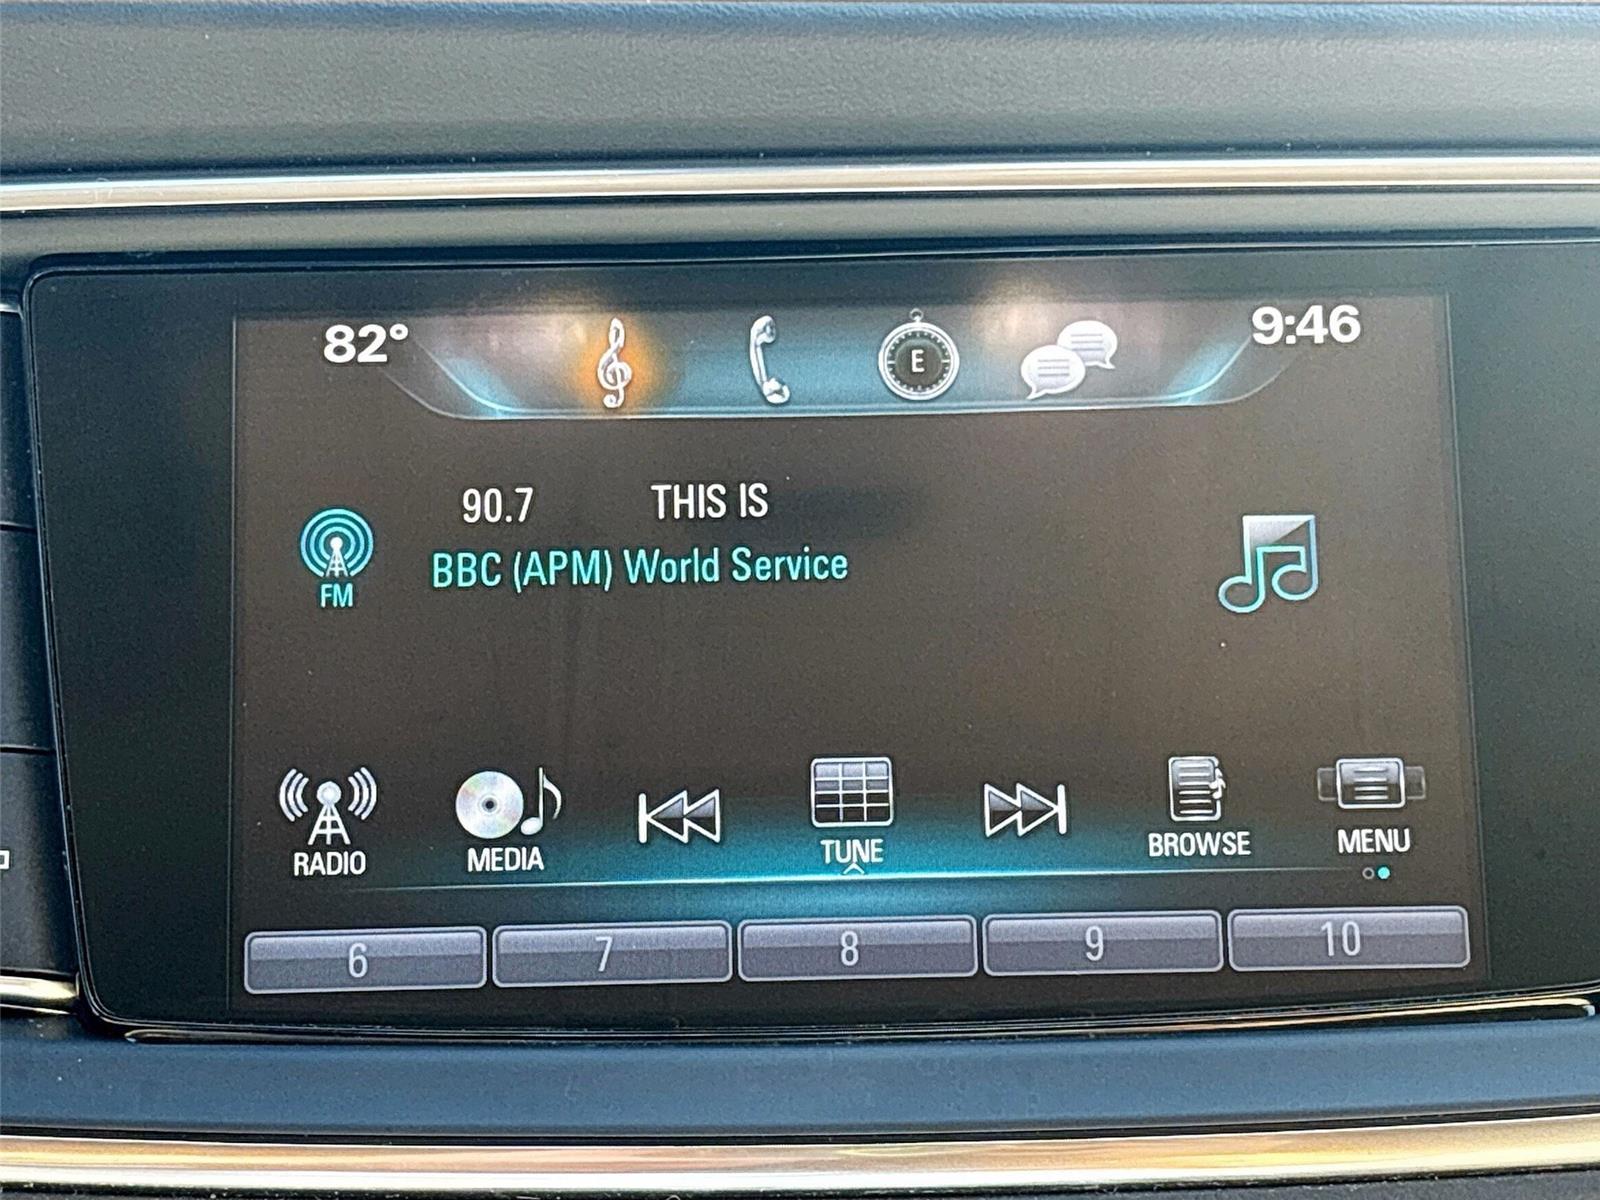 82°
E
9:46
90.7 THIS IS
BBC (APM) World Service
FM
RADIO
MEDIA
TUNE
BROWSE
MENU
6 7 8 9 10